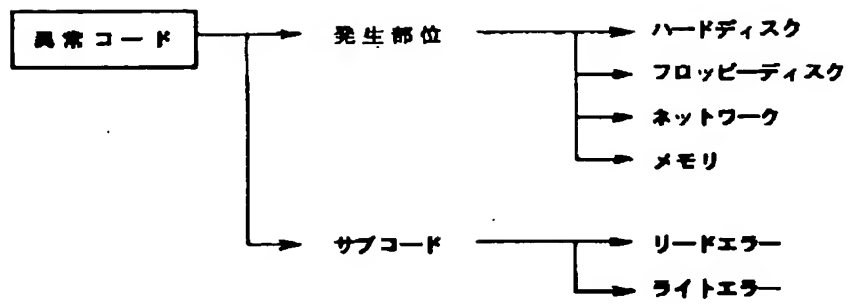 異常コード
発生部位
ハードディスク
フロッピーディスク
ネットワーク
メモリ
サブコード
リードエラー
ライトエラー